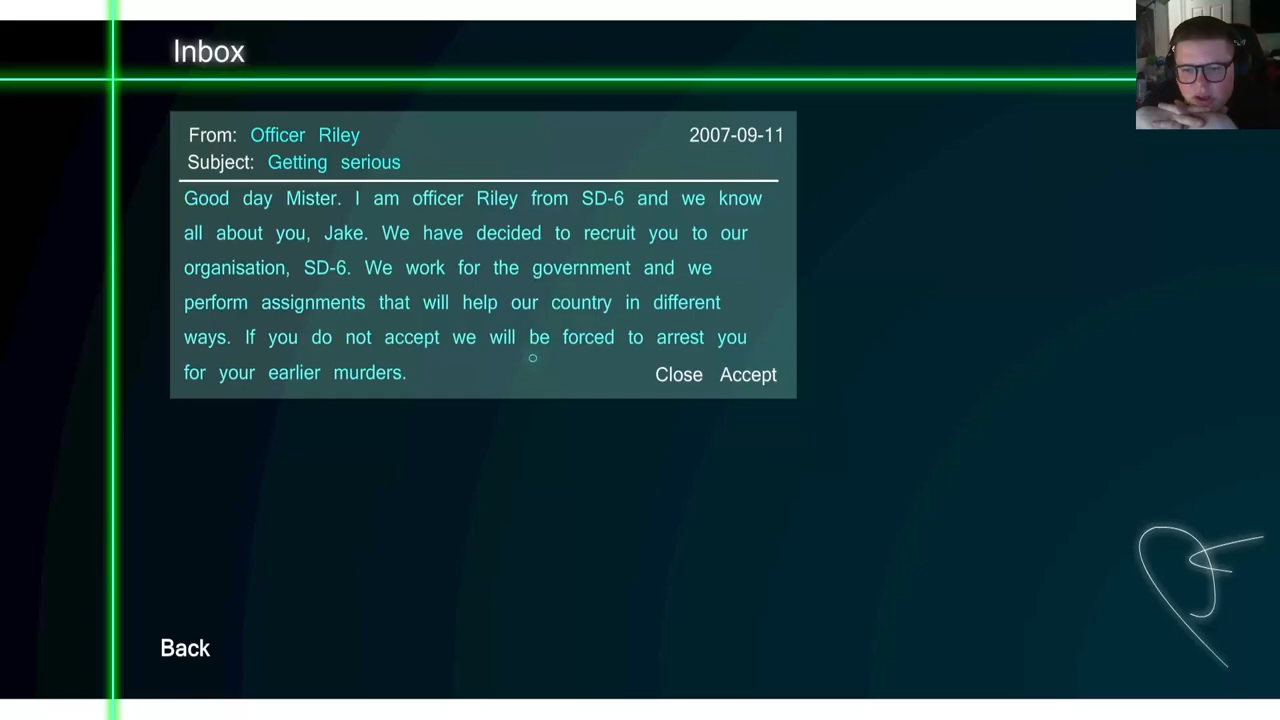 Inbox
From: Officer Riley
2007-09-11
Subject: Getting serious
Good day Mister. I am officer Riley from SD-6 and we know
all about you, Jake. We have decided to recruit you to our
organisation, SD-6. We work for the government and we
perform assignments that will help our country in different
ways. If you do not accept we will be forced to arrest you
for your earlier murders.
Close Accept
Back